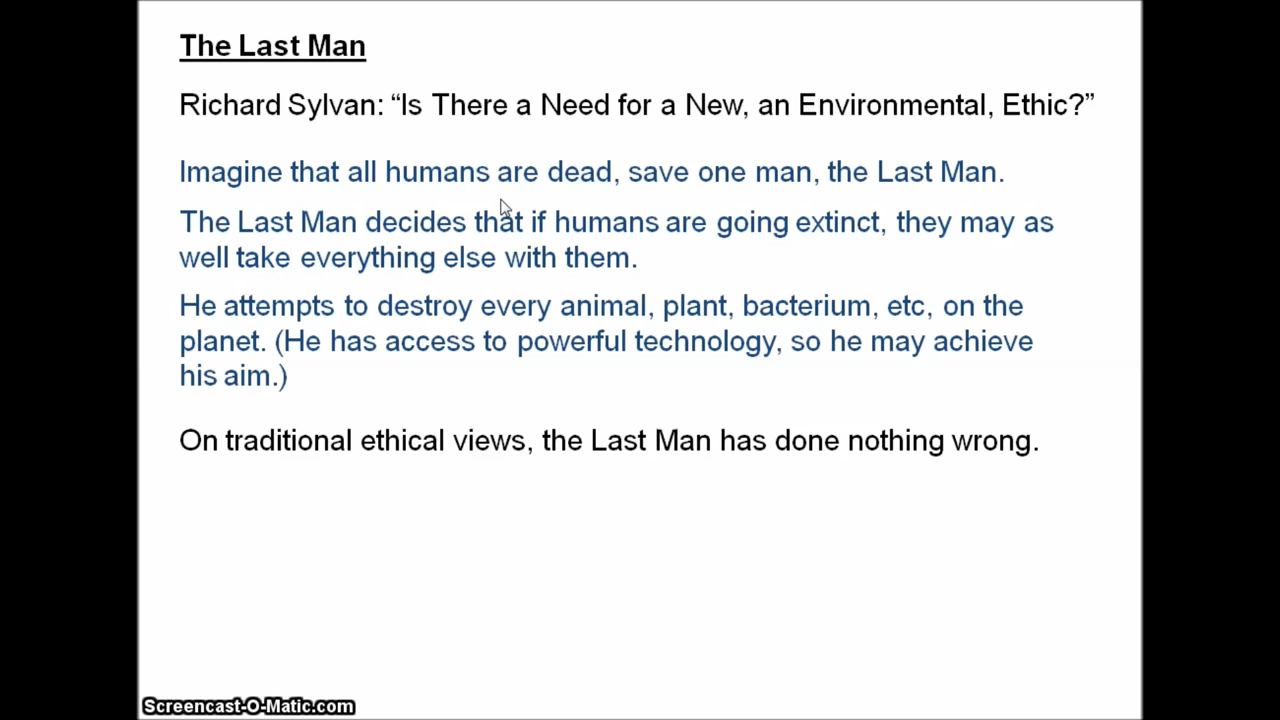 The Last Man
Richard Sylvan: “Is There a Need for a New, an Environmental, Ethic?”
Imagine that all humans are dead, save one man, the Last Man.
The Last Man decides that if humans are going extinct, they may as
well take everything else with them.
He attempts to destroy every animal, plant, bacterium, etc, on the
planet. (He has access to powerful technology, so he may achieve
his aim.)
On traditional ethical views, the Last Man has done nothing wrong.
Screencast-O-Matic.com